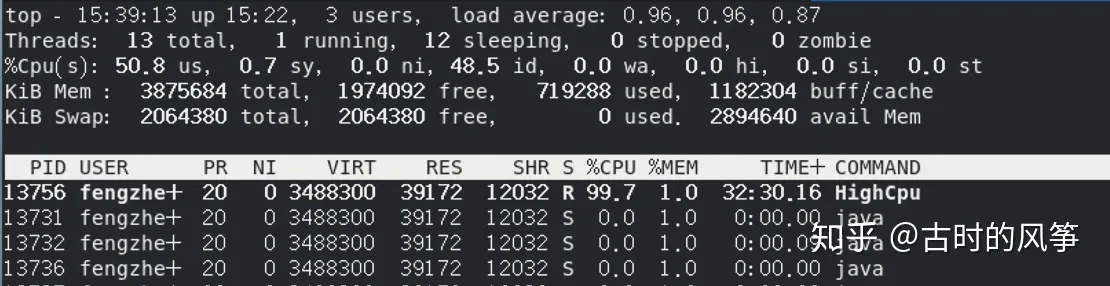 top - 15:39:13 up 15:22,  3 users,  load average: 0.96, 0.96, 0.87
Threads:  13 total,   1 running,  12 sleeping,   0 stopped,   0 zombie
%Cpu(s): 50.8 us,  0.7 sy,  0.0 ni, 48.5 id,  0.0 wa,  0.0 hi,  0.0 si,  0.0 st
KiB Mem :  3875684 total,  1974092 free,   719288 used,  1182304 buff/cache
KiB Swap:  2064380 total,  2064380 free,        0 used.  2894640 avail Mem
PID USER      PR  NI    VIRT    RES    SHR S %CPU %MEM     TIME+ COMMAND
13756 fengzhe+  20   0 3488300  39172  12032 R 99.7  1.0  32:30.16 HighCpu
13731 fengzhe+  20   0 3488300  39172  12032 S  0.0  1.0   0:00.00 java
13732 fengzhe+  20   0 3488300  39172  12032 S  0.0  1.0   0:00.09 java
13736 fengzhe+  20   0 3488300  39172  12032 S  0.0  1.0   0:00.00 java
知乎 @古时的风筝